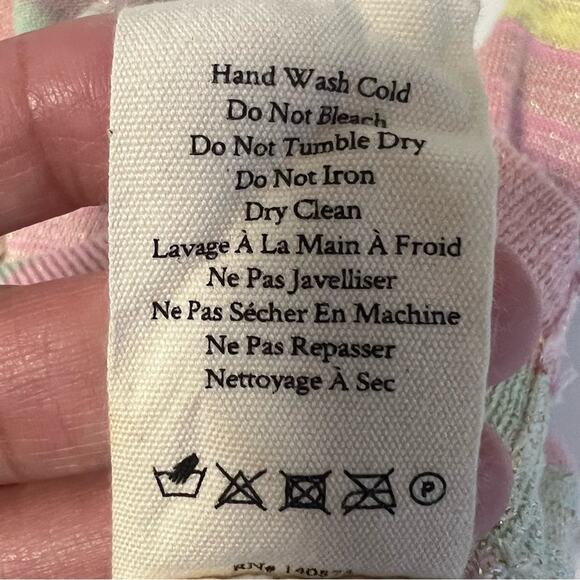 Hand Wash Cold
Do Not Bleach
Do Not Tumble Dry
Do Not Iron
Dry Clean
Lavage À La Main À Froid
Ne Pas Javelliser
Ne Pas Sécher En Machine
Ne Pas Repasser
Nettoyage À Sec
P
RN#